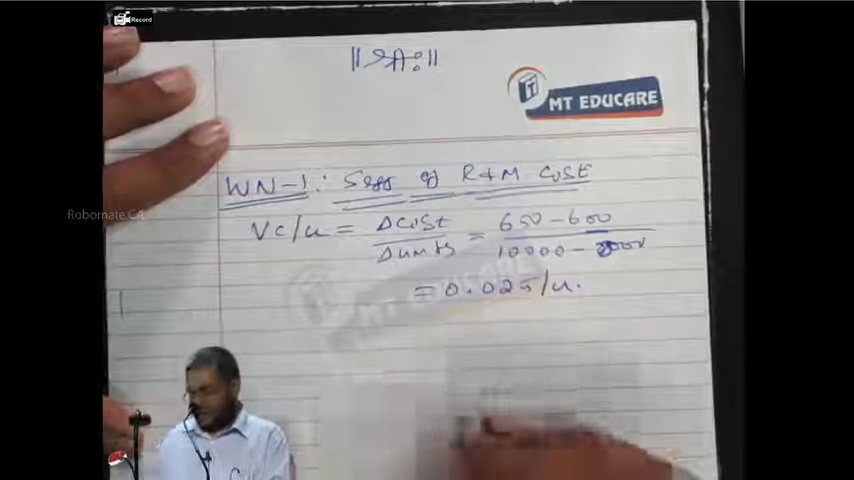 Record
॥ श्रीः ॥
MT EDUCARE
WN-1: Segg of R&M Cost
Vc/u = ΔCost / Δunits = 650-600 / 10000-8000
= 0.025/u.
Robomate CA